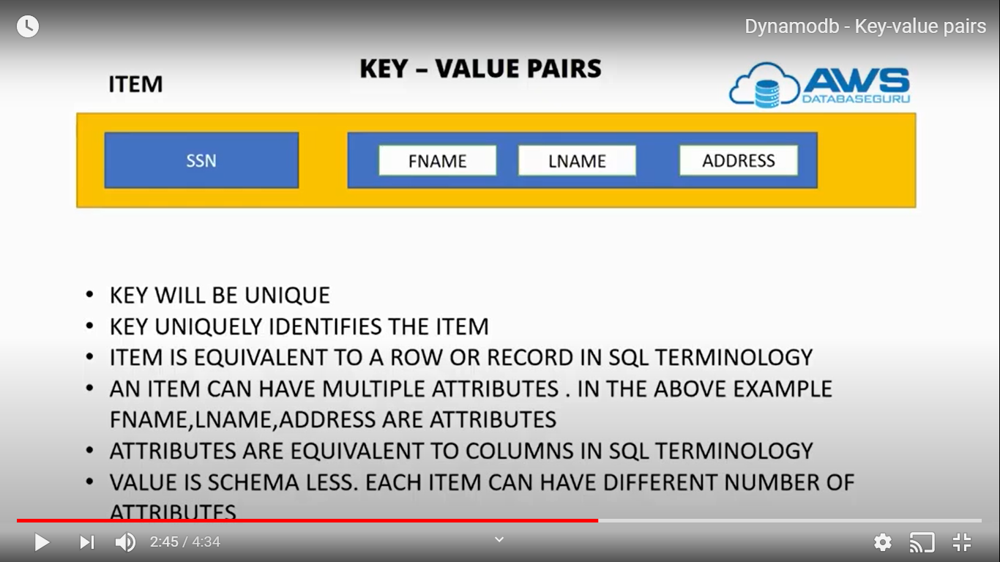 Dynamodb - Key-value pairs
KEY – VALUE PAIRS
ITEM
AWS
DATABASEGURU
SSN
FNAME
LNAME
ADDRESS
• KEY WILL BE UNIQUE
• KEY UNIQUELY IDENTIFIES THE ITEM
• ITEM IS EQUIVALENT TO A ROW OR RECORD IN SQL TERMINOLOGY
• AN ITEM CAN HAVE MULTIPLE ATTRIBUTES . IN THE ABOVE EXAMPLE
FNAME,LNAME,ADDRESS ARE ATTRIBUTES
• ATTRIBUTES ARE EQUIVALENT TO COLUMNS IN SQL TERMINOLOGY
• VALUE IS SCHEMA LESS. EACH ITEM CAN HAVE DIFFERENT NUMBER OF
ATTRIBUTES
2:45 / 4:34